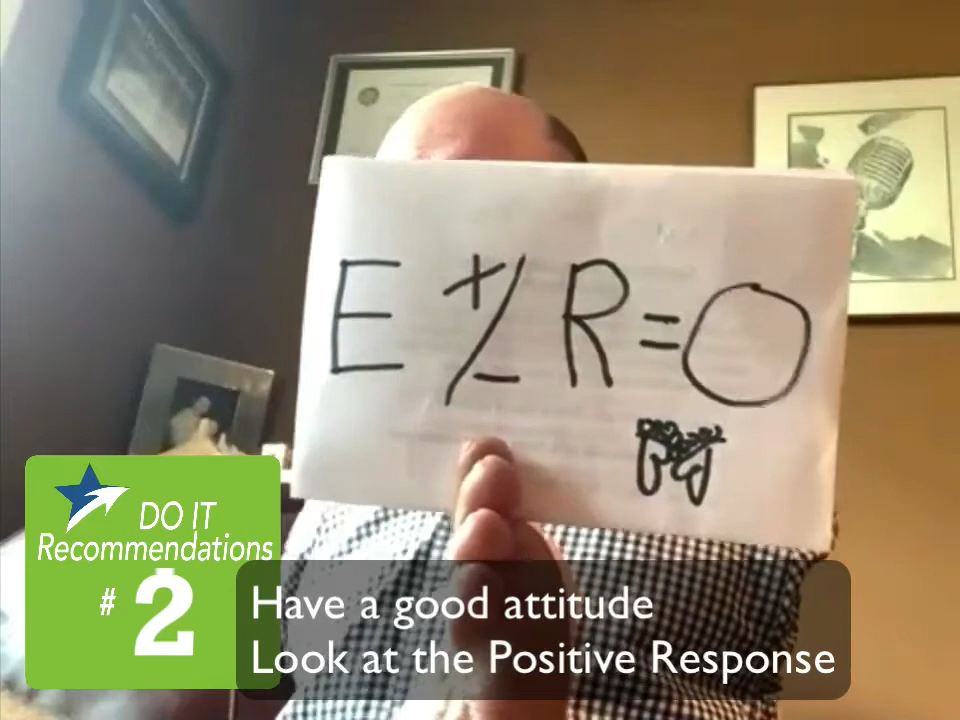 E +/- R = O
DO IT
Recommendations
# 2
Have a good attitude
Look at the Positive Response